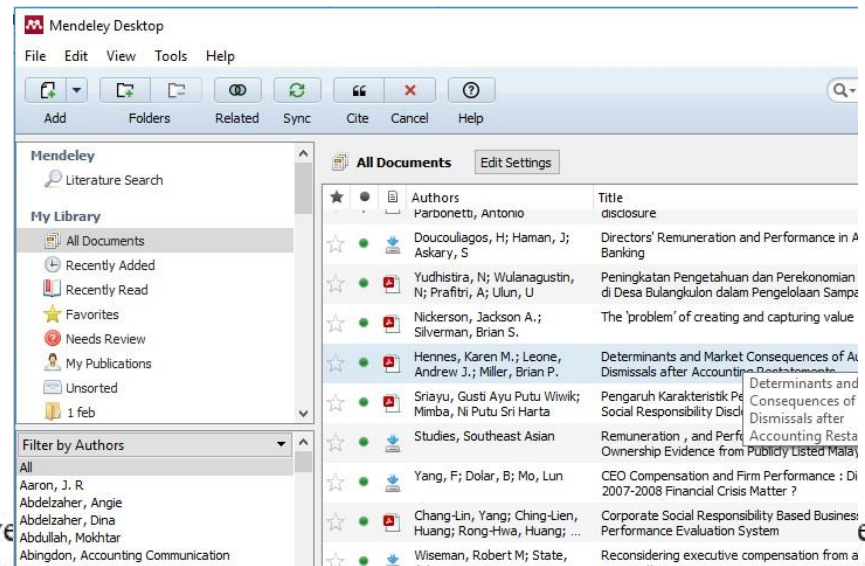 Mendeley Desktop
File Edit View Tools Help
Add Folders Related Sync Cite Cancel Help
Mendeley
Literature Search
My Library
All Documents
Recently Added
Recently Read
Favorites
Needs Review
My Publications
Unsorted
1 feb
Filter by Authors
All
Aaron, J. R
Abdelzaher, Angie
Abdelzaher, Dina
Abdullah, Mokhtar
Abingdon, Accounting Communication
All Documents Edit Settings
Authors Title
Parbonetti, Antonio disclosure
Doucouliagos, H; Haman, J; Directors' Remuneration and Performance in A
Askary, S Banking
Yudhistira, N; Wulanagustin, Peningkatan Pengetahuan dan Perekonomian
N; Prafitri, A; Ulun, U di Desa Bulangkulon dalam Pengelolaan Sampa
Nickerson, Jackson A.; The 'problem' of creating and capturing value
Silverman, Brian S.
Hennes, Karen M.; Leone, Determinants and Market Consequences of Au
Andrew J.; Miller, Brian P. Dismissals after Accounting Restatements
Determinants and
Consequences of
Dismissals after
Accounting Resta
Sriayu, Gusti Ayu Putu Wiwik; Pengaruh Karakteristik Pe
Mimba, Ni Putu Sri Harta Social Responsibility Discl
Studies, Southeast Asian Remuneration , and Perfo
Ownership Evidence from Publicly Listed Malay
Yang, F; Dolar, B; Mo, Lun CEO Compensation and Firm Performance : Di
2007-2008 Financial Crisis Matter ?
Chang-Lin, Yang; Ching-Lien, Corporate Social Responsibility Based Business
Huang; Rong-Hwa, Huang; ... Performance Evaluation System
Wiseman, Robert M; State, Reconsidering executive compensation from a